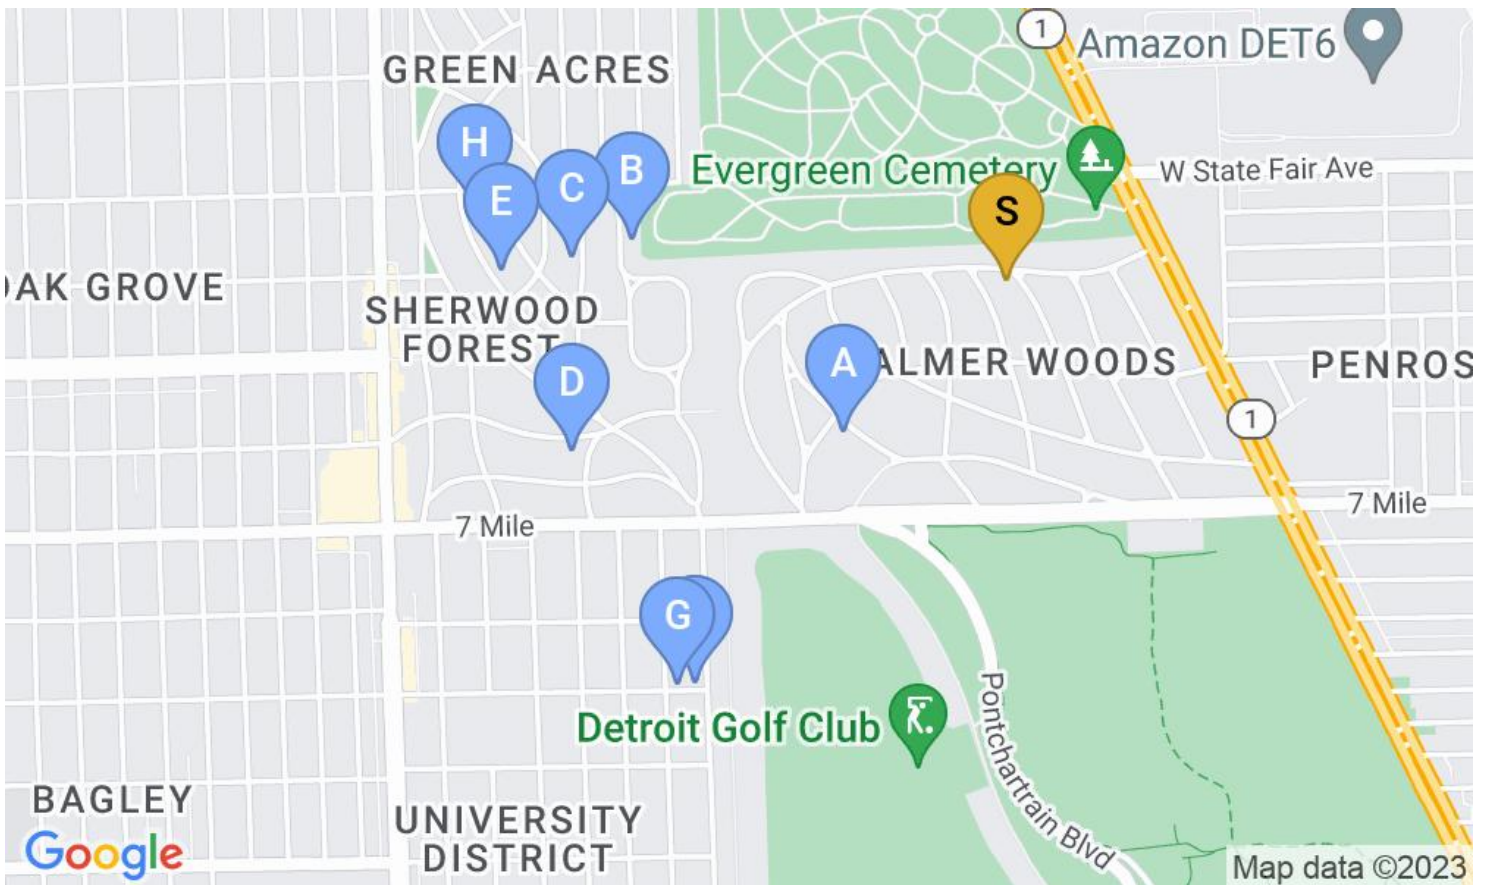 1
Amazon DET6
GREEN ACRES
H
B
Evergreen Cemetery
W State Fair Ave
C
E
S
OAK GROVE
SHERWOOD
FOREST
A
ALMER WOODS
PENROS
D
1
7 Mile
7 Mile
G
Detroit Golf Club
Pontchartrain Blvd
BAGLEY
UNIVERSITY
DISTRICT
Google
Map data ©2023